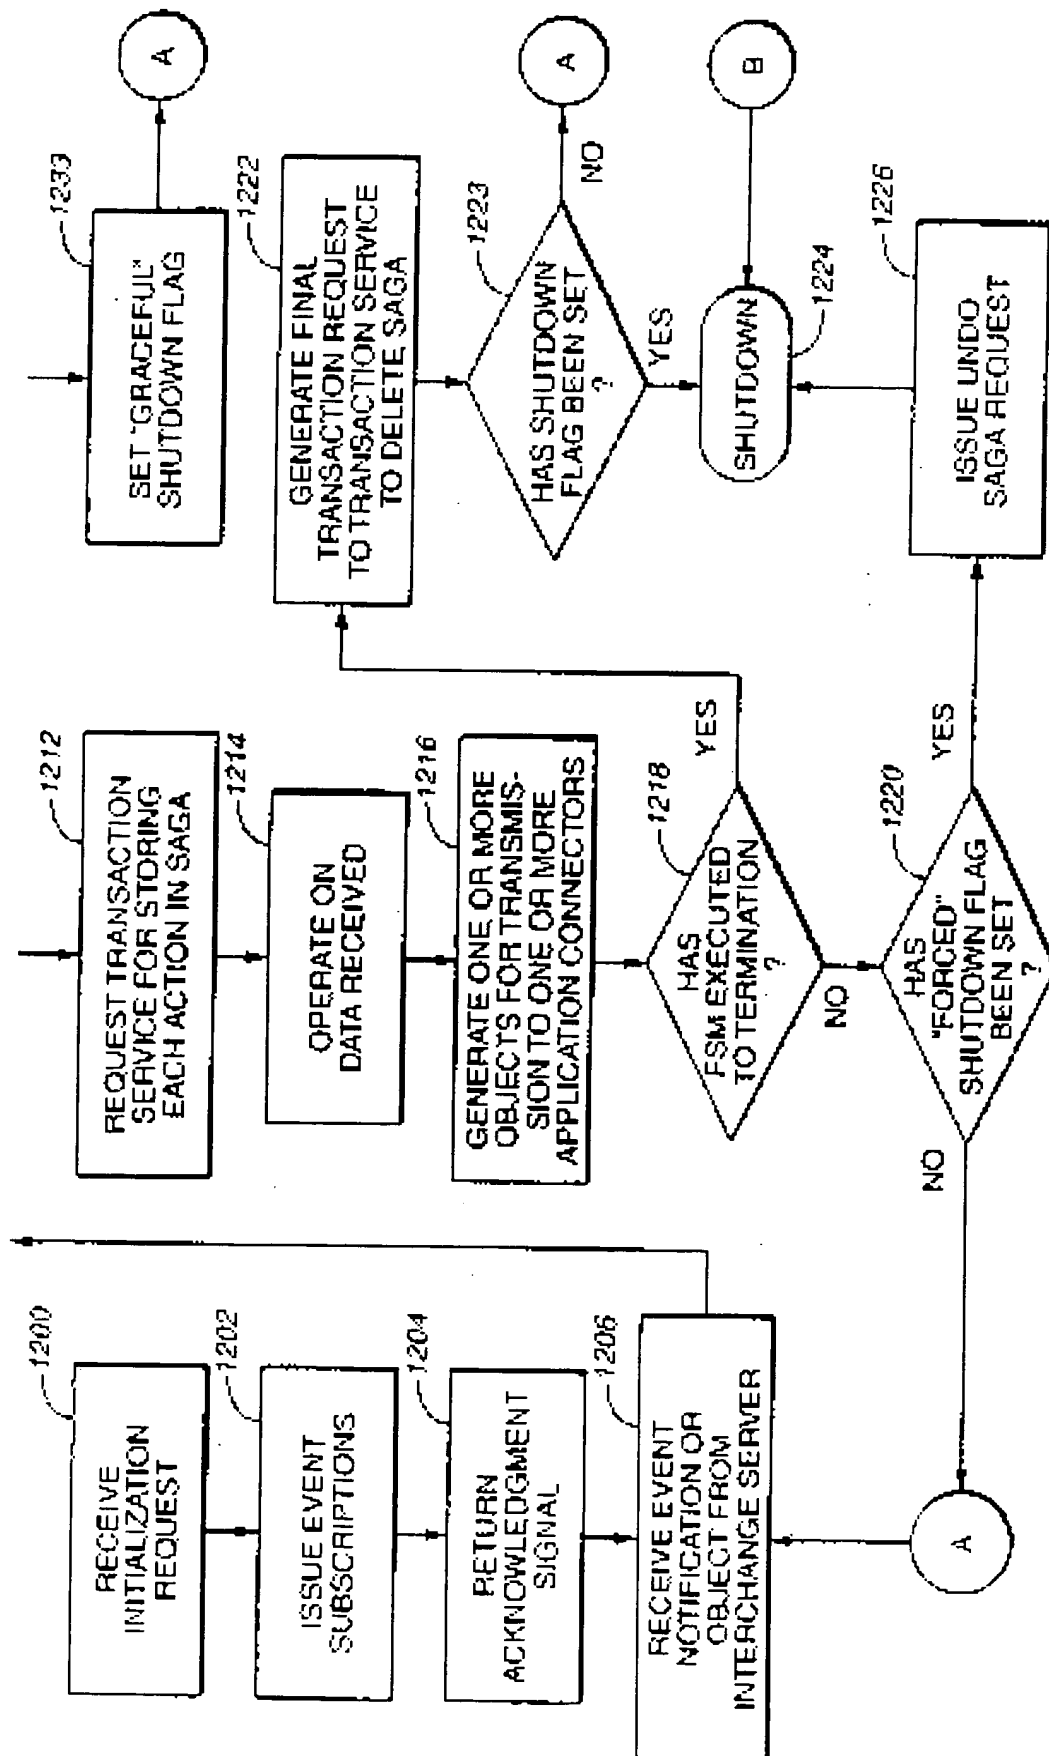 1200
RECEIVE
INITIALIZATION
REQUEST
1202
ISSUE EVENT
SUBSCRIPTIONS
1204
RETURN
ACKNOWLEDGMENT
SIGNAL
1206
RECEIVE EVENT
NOTIFICATION OR
OBJECT FROM
INTERCHANGE SERVER
A
1212
REQUEST TRANSACTION
SERVICE FOR STORING
EACH ACTION IN SAGA
1214
OPERATE ON
DATA RECEIVED
1216
GENERATE ONE OR MORE
OBJECTS FOR TRANSMIS-
SION TO ONE OR MORE
APPLICATION CONNECTORS
1218
HAS
FSM EXECUTED
TO TERMINATION
?
YES
NO
1220
HAS
"FORCED"
SHUTDOWN FLAG
BEEN SET
?
YES
NO
1233
SET "GRACEFUL"
SHUTDOWN FLAG
A
1222
GENERATE FINAL
TRANSACTION REQUEST
TO TRANSACTION SERVICE
TO DELETE SAGA
1223
HAS SHUTDOWN
FLAG BEEN SET
?
NO
A
YES
SHUTDOWN
1224
B
1226
ISSUE UNDO
SAGA REQUEST